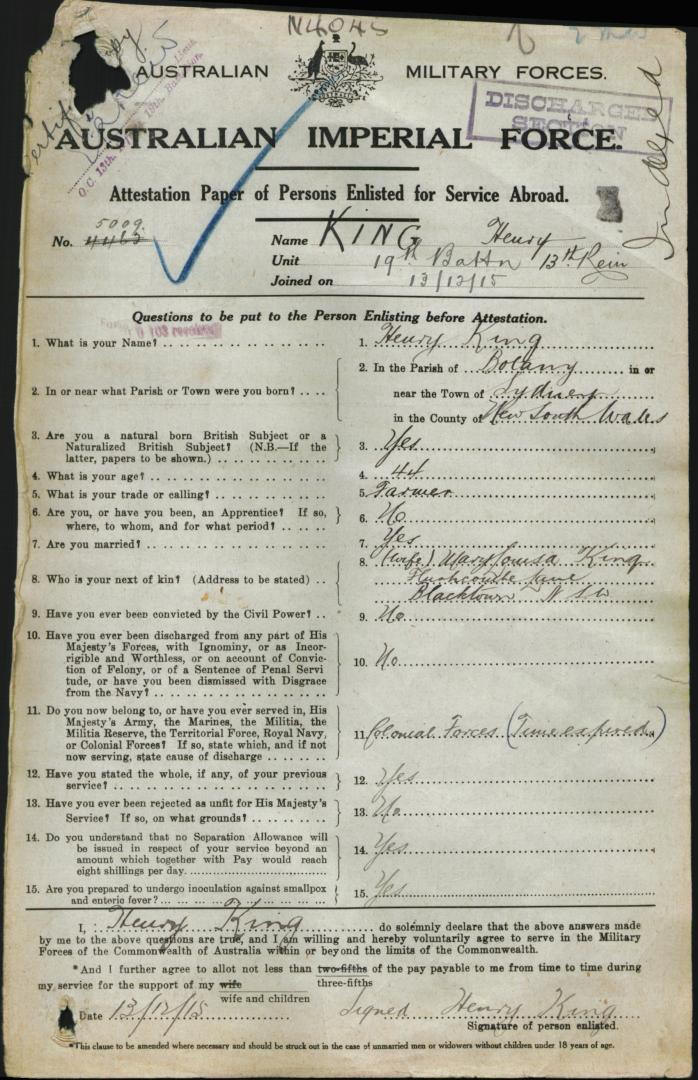 N4045
AUSTRALIAN MILITARY FORCES.
DISCHARGED
SECTION
Indexed
AUSTRALIAN IMPERIAL FORCE.
Attestation Paper of Persons Enlisted for Service Abroad.
5009
No. 4463 Name KING Henry
Unit 19th Battn 13th Rein
Joined on 13/12/15
Questions to be put to the Person Enlisting before Attestation.
1. What is your Name? 1. Henry King
2. In or near what Parish or Town were you born? 2. In the Parish of Botany in or
near the Town of Sydney
in the County of New South Wales
3. Are you a natural born British Subject or a
Naturalized British Subject? (N.B.—If the
latter, papers to be shown.) 3. Yes
4. What is your age? 4. 44
5. What is your trade or calling? 5. Farmer
6. Are you, or have you been, an Apprentice? If so,
where, to whom, and for what period? 6. No
7. Are you married? 7. Yes
8. Who is your next of kin? (Address to be stated) 8. (Wife) Mary Louisa King
Lane
Blacktown NSW
9. Have you ever been convicted by the Civil Power? 9. No
10. Have you ever been discharged from any part of His
Majesty's Forces, with Ignominy, or as Incor-
rigible and Worthless, or on account of Convic-
tion of Felony, or of a Sentence of Penal Servi
tude, or have you been dismissed with Disgrace
from the Navy? 10. No
11. Do you now belong to, or have you ever served in, His
Majesty's Army, the Marines, the Militia, the
Militia Reserve, the Territorial Force, Royal Navy,
or Colonial Forces? If so, state which, and if not
now serving, state cause of discharge 11. Colonial Forces (Time expired)
12. Have you stated the whole, if any, of your previous
service? 12. Yes
13. Have you ever been rejected as unfit for His Majesty's
Service? If so, on what grounds? 13. No
14. Do you understand that no Separation Allowance will
be issued in respect of your service beyond an
amount which together with Pay would reach
eight shillings per day. 14. Yes
15. Are you prepared to undergo inoculation against smallpox
and enteric fever? 15. Yes
I, Henry King do solemnly declare that the above answers made
by me to the above questions are true, and I am willing and hereby voluntarily agree to serve in the Military
Forces of the Commonwealth of Australia within or beyond the limits of the Commonwealth.
*And I further agree to allot not less than two-fifths of the pay payable to me from time to time during
three-fifths
my service for the support of my wife
wife and children
Date 13/12/15 Signed Henry King
Signature of person enlisted.
*This clause to be amended where necessary and should be struck out in the case of unmarried men or widowers without children under 18 years of age.